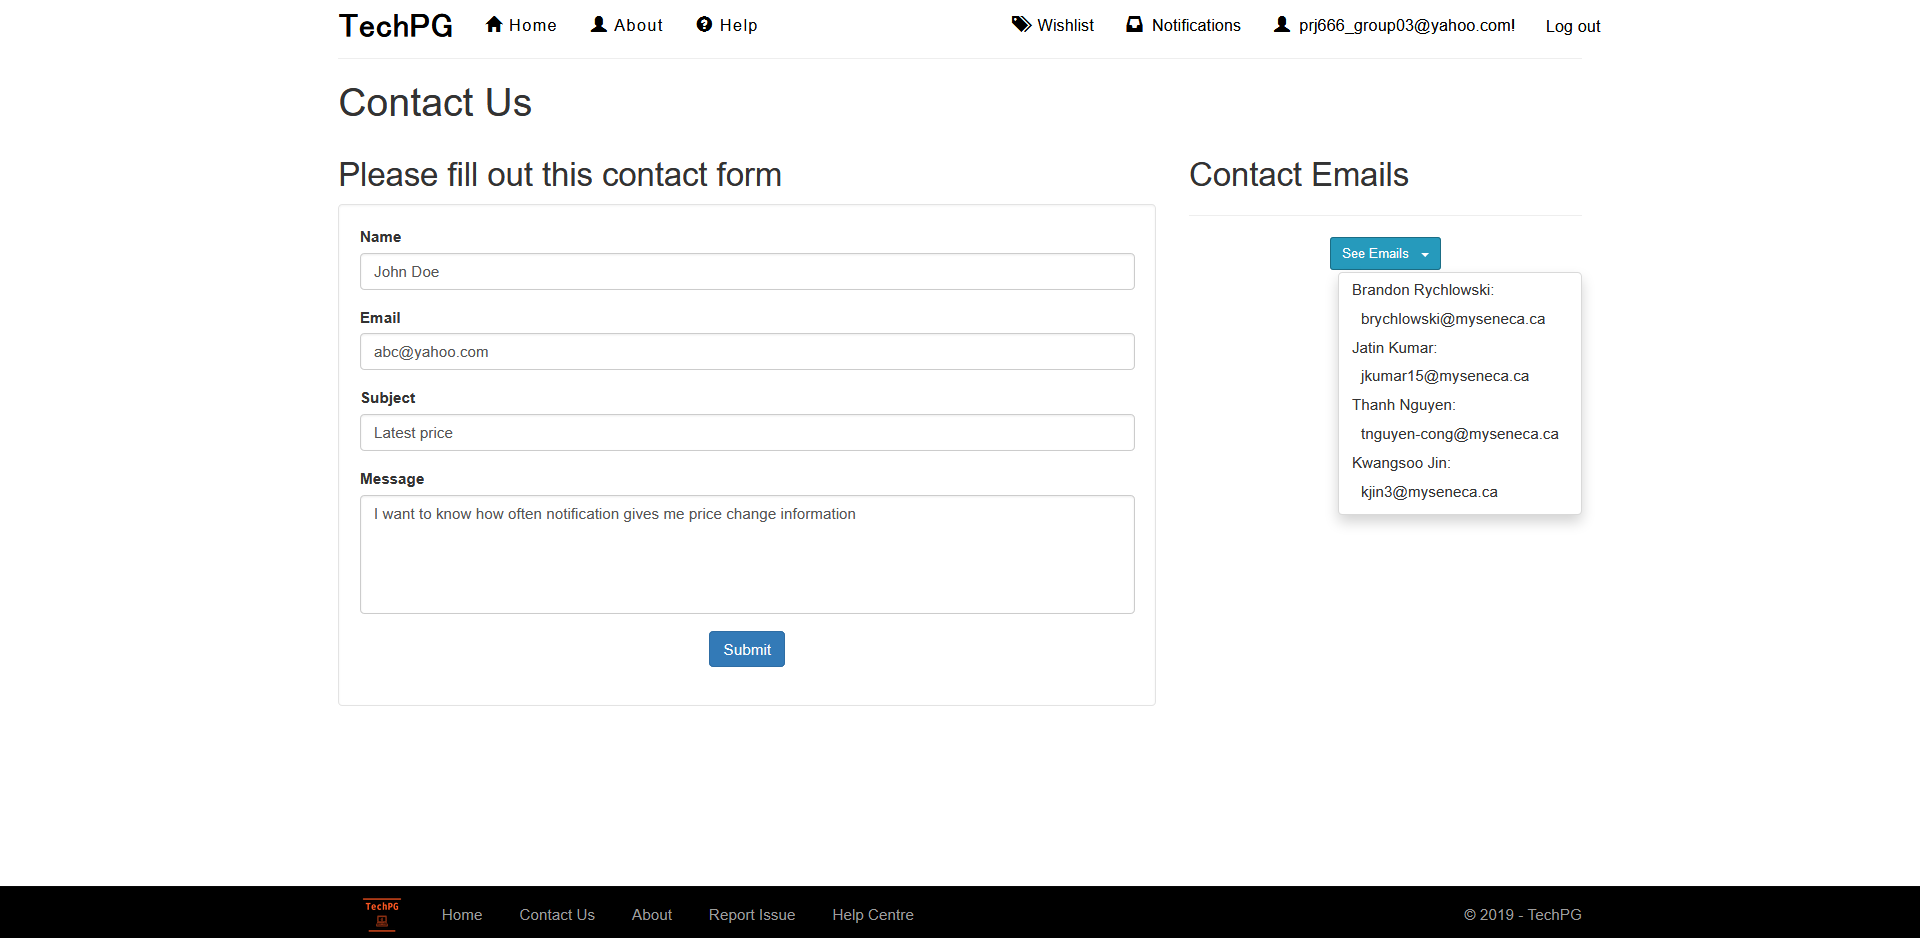 TechPG Home About Help Wishlist Notifications prj666_group03@yahoo.com! Log out
Contact Us
Please fill out this contact form
Name
John Doe
Email
abc@yahoo.com
Subject
Latest price
Message
I want to know how often notification gives me price change information
Submit
Contact Emails
See Emails
Brandon Rychlowski:
brychlowski@myseneca.ca
Jatin Kumar:
jkumar15@myseneca.ca
Thanh Nguyen:
tnguyen-cong@myseneca.ca
Kwangsoo Jin:
kjin3@myseneca.ca
TechPG Home Contact Us About Report Issue Help Centre © 2019 - TechPG